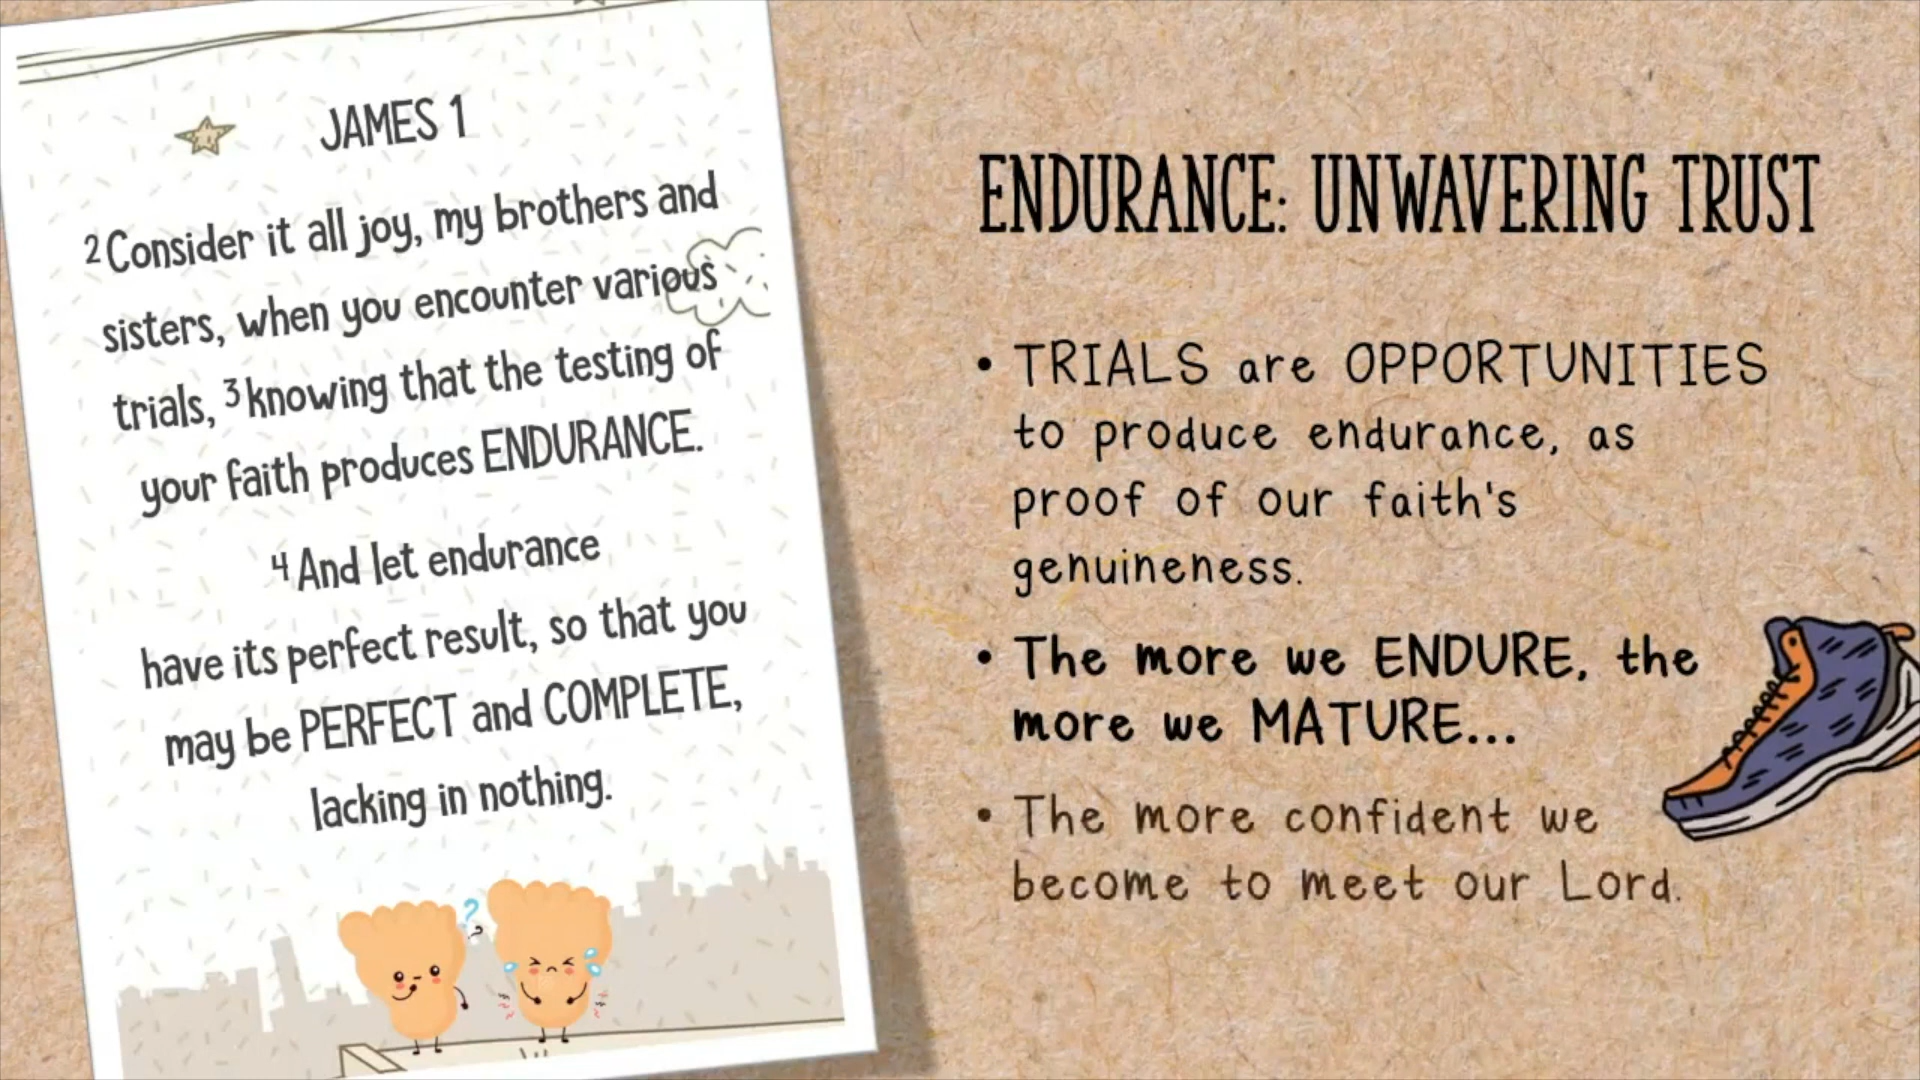 JAMES 1
2 Consider it all joy, my brothers and
sisters, when you encounter various
trials, 3 knowing that the testing of
your faith produces ENDURANCE.
4 And let endurance
have its perfect result, so that you
may be PERFECT and COMPLETE,
lacking in nothing.
? ?
ENDURANCE: UNWAVERING TRUST
• TRIALS are OPPORTUNITIES
to produce endurance, as
proof of our faith's
genuineness.
• The more we ENDURE, the
more we MATURE...
• The more confident we
become to meet our Lord.